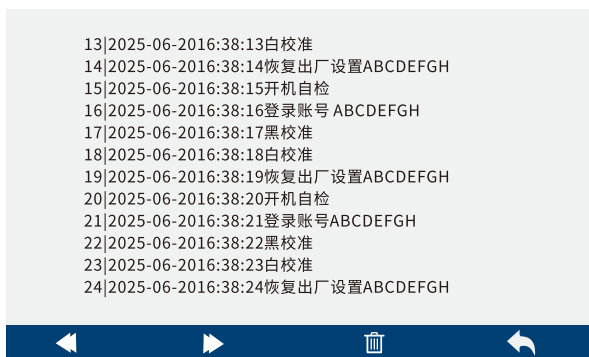 13|2025-06-2016:38:13白校准
14|2025-06-2016:38:14恢复出厂设置ABCDEFGH
15|2025-06-2016:38:15开机自检
16|2025-06-2016:38:16登录账号 ABCDEFGH
17|2025-06-2016:38:17黑校准
18|2025-06-2016:38:18白校准
19|2025-06-2016:38:19恢复出厂设置ABCDEFGH
20|2025-06-2016:38:20开机自检
21|2025-06-2016:38:21登录账号ABCDEFGH
22|2025-06-2016:38:22黑校准
23|2025-06-2016:38:23白校准
24|2025-06-2016:38:24恢复出厂设置ABCDEFGH